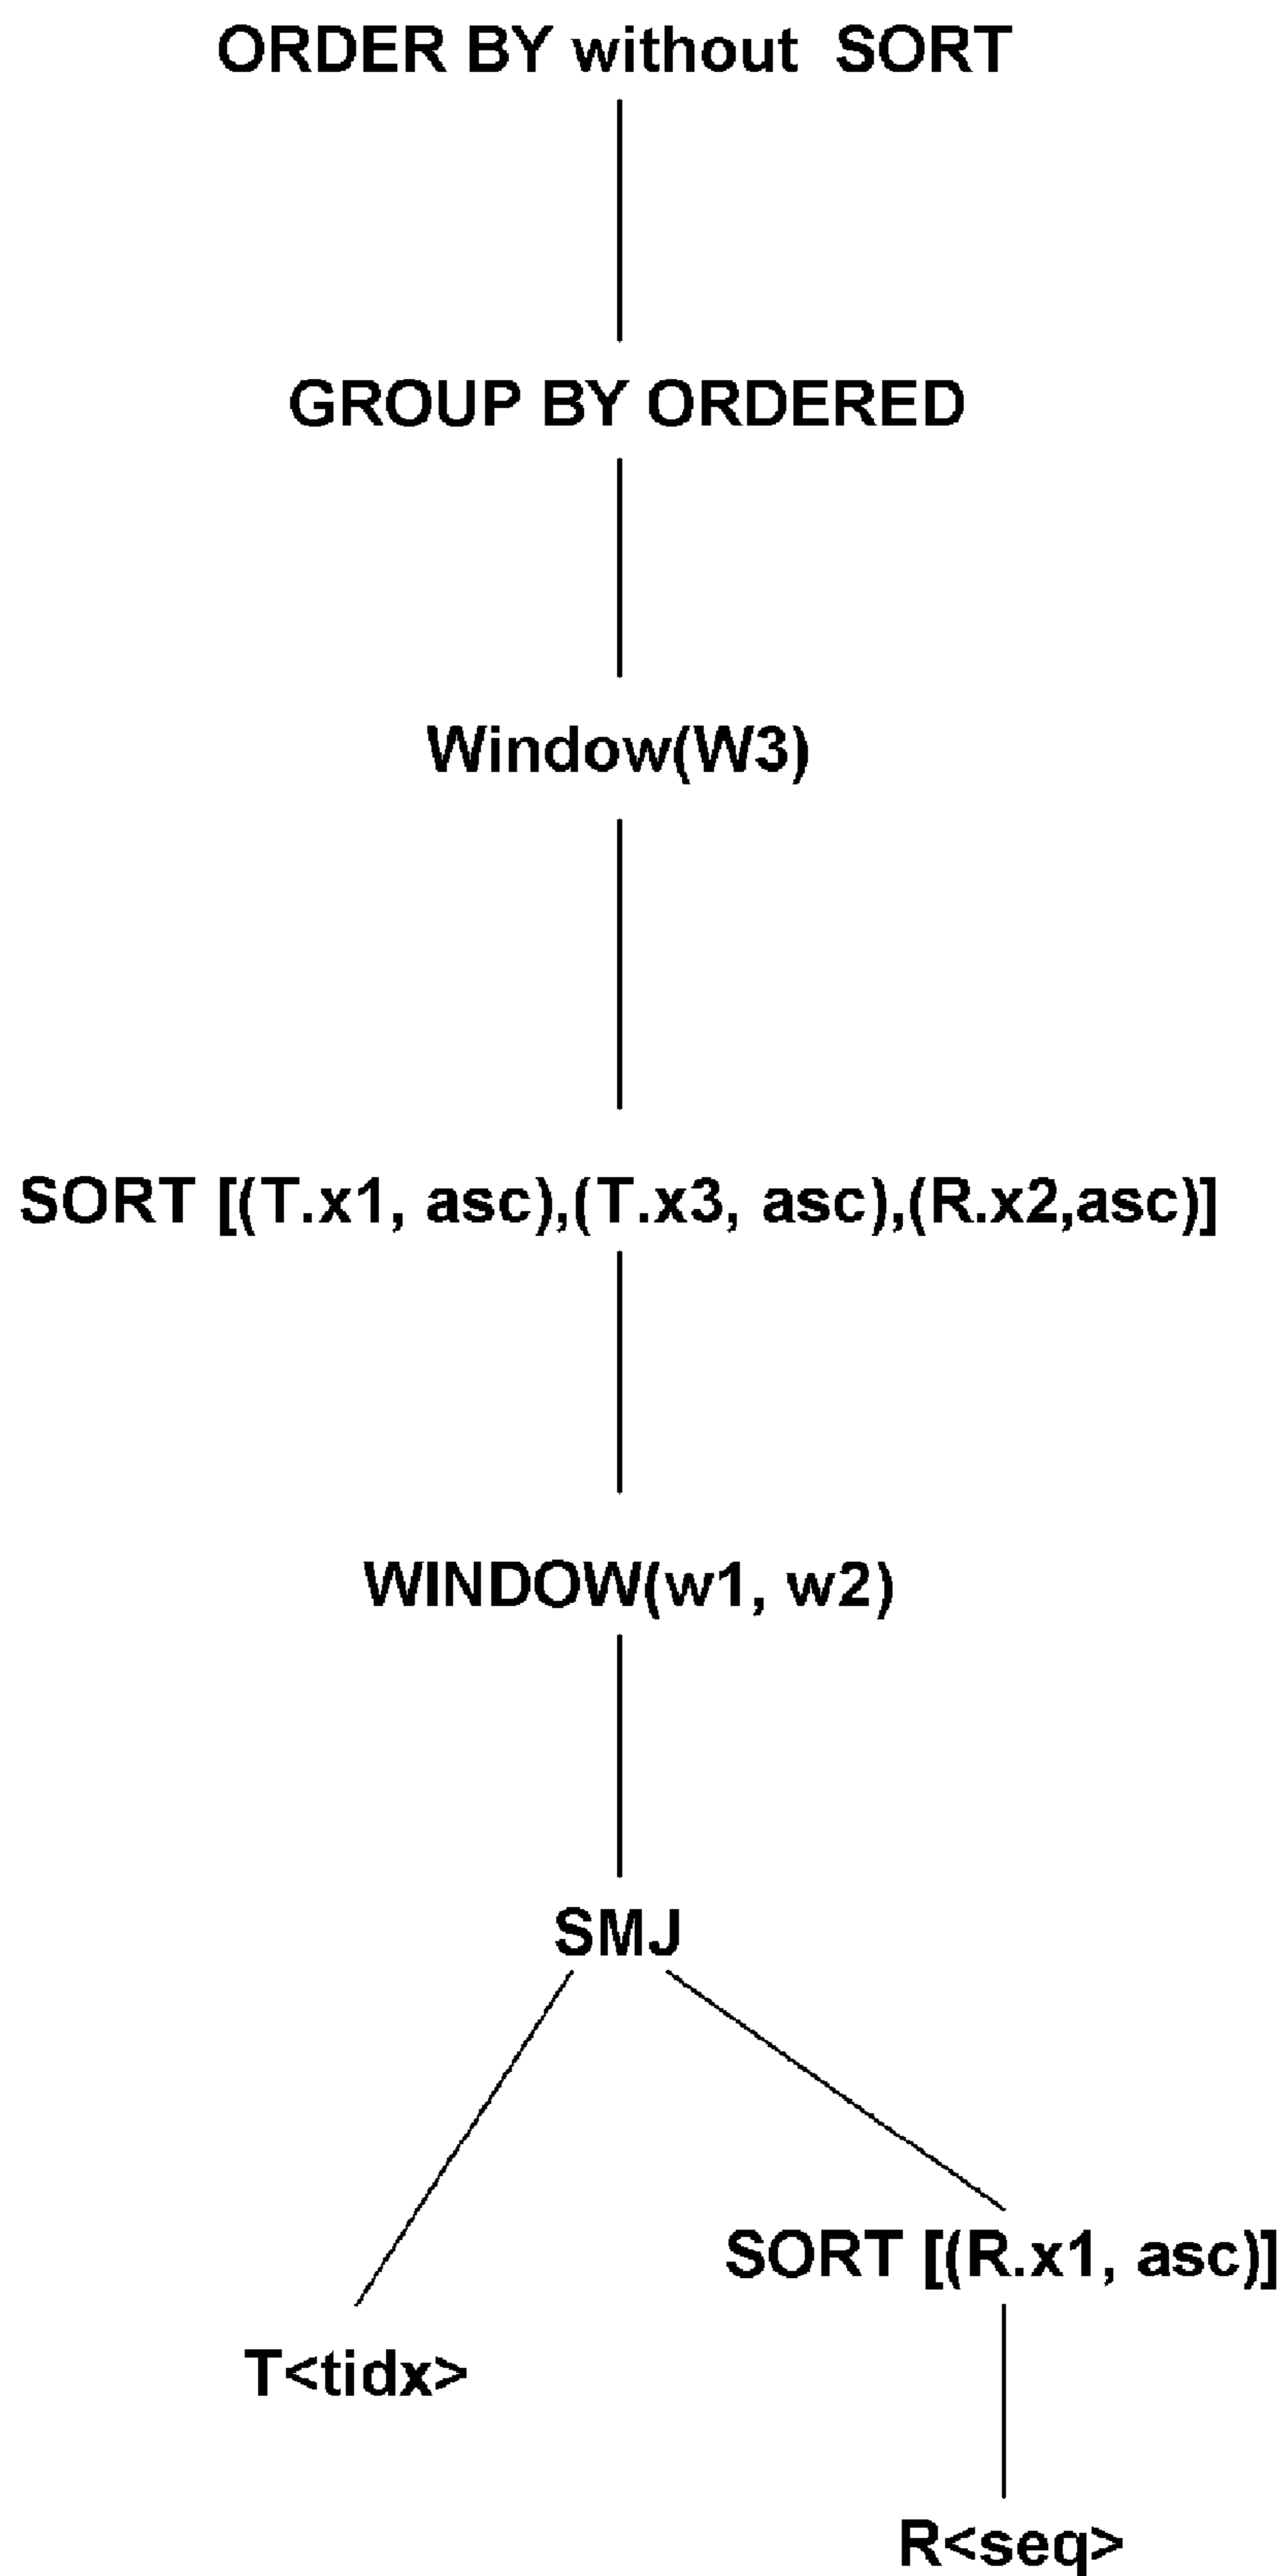 ORDER BY without SORT
GROUP BY ORDERED
Window(W3)
SORT [(T.x1, asc),(T.x3, asc),(R.x2,asc)]
WINDOW(w1, w2)
SMJ
SORT [(R.x1, asc)]
T<tidx>
R<seq>